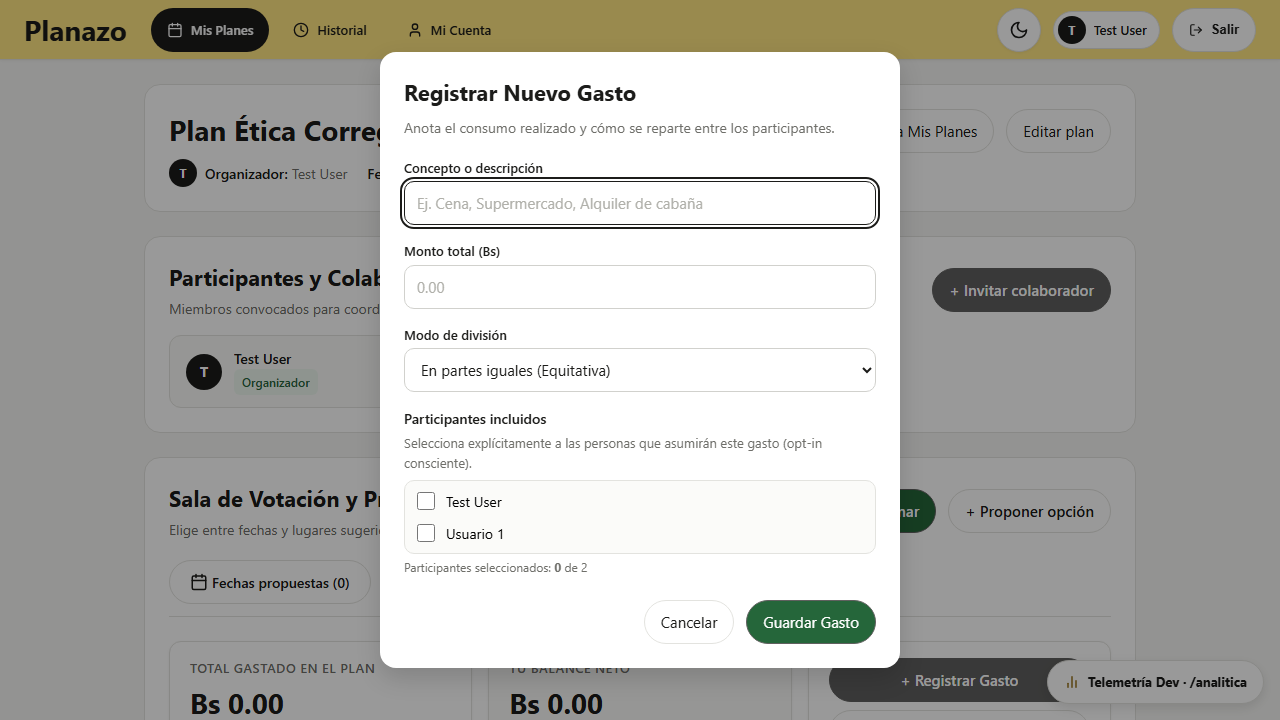 Planazo
Mis Planes
Historial
Mi Cuenta
T
Test User
Salir
Plan Ética Correg
a Mis Planes
Editar plan
T
Organizador: Test User
Fe
Participantes y Colab
Miembros convocados para coord
+ Invitar colaborador
T
Test User
Organizador
Sala de Votación y Pr
Elige entre fechas y lugares sugeri
nar
+ Proponer opción
Fechas propuestas (0)
TOTAL GASTADO EN EL PLAN
Bs 0.00
TU BALANCE NETO
Bs 0.00
+ Registrar Gasto
Telemetría Dev · /analitica
Registrar Nuevo Gasto
Anota el consumo realizado y cómo se reparte entre los participantes.
Concepto o descripción
Ej. Cena, Supermercado, Alquiler de cabaña
Monto total (Bs)
0.00
Modo de división
En partes iguales (Equitativa)
Participantes incluidos
Selecciona explícitamente a las personas que asumirán este gasto (opt-in
consciente).
Test User
Usuario 1
Participantes seleccionados: 0 de 2
Cancelar
Guardar Gasto